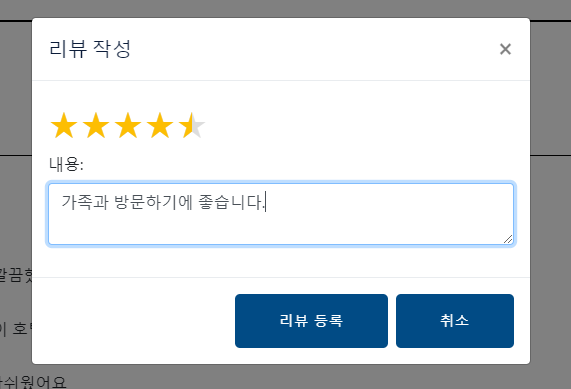 리뷰 작성
×
내용:
가족과 방문하기에 좋습니다.
리뷰 등록
취소